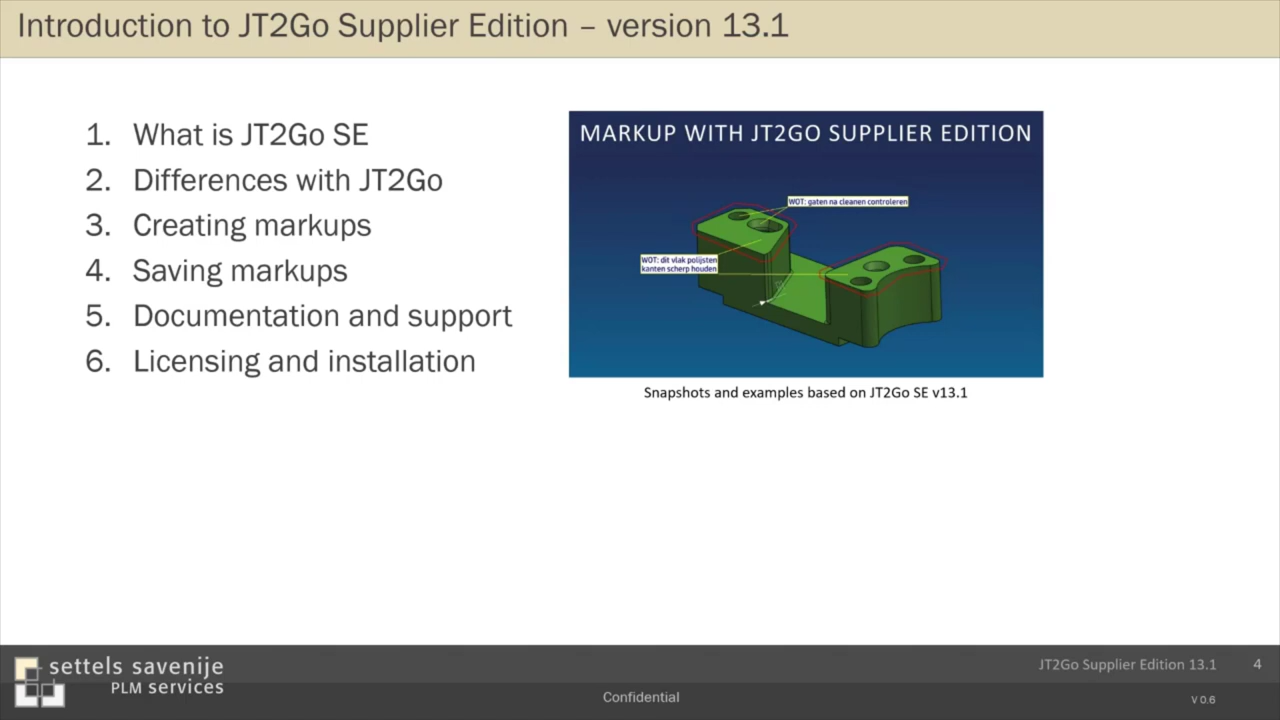 Introduction to JT2Go Supplier Edition – version 13.1
1. What is JT2Go SE
2. Differences with JT2Go
3. Creating markups
4. Saving markups
5. Documentation and support
6. Licensing and installation
MARKUP WITH JT2GO SUPPLIER EDITION
WOT: gaten na cleanen controleren
WOT: dit vlak polijsten
kanten scherp houden
Snapshots and examples based on JT2Go SE v13.1
settels savenije
PLM services
Confidential
JT2Go Supplier Edition 13.1
4
V 0.6